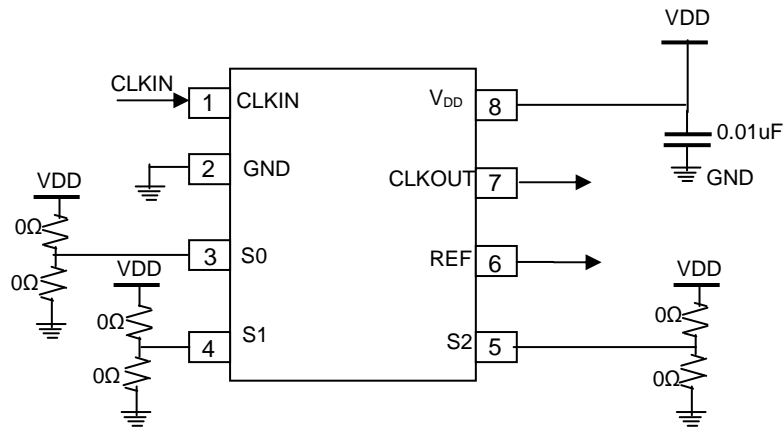 VDD
CLKIN
1 CLKIN
VDD 8
0.01uF
2 GND
CLKOUT 7
GND
VDD
0Ω
3 S0
REF 6
0Ω
VDD
VDD
0Ω
0Ω
4 S1
S2 5
0Ω
0Ω